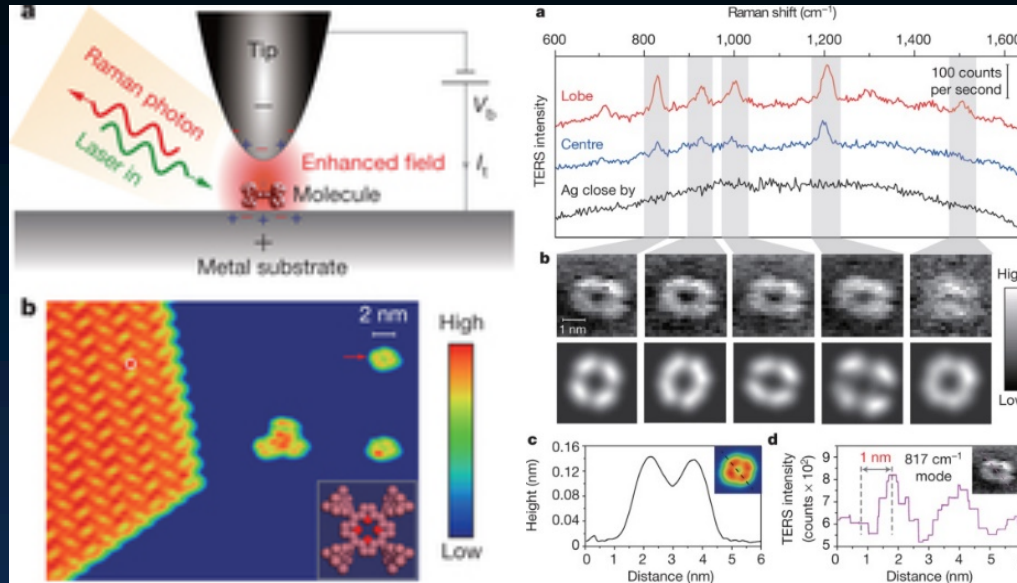 a
Tip
Raman photon
Laser in
Enhanced field
Molecule
Metal substrate
V_b
I_t
b
2 nm
High
Low
a
Raman shift (cm⁻¹)
600 800 1,000 1,200 1,400 1,60
100 counts
per second
TERS intensity
Lobe
Centre
Ag close by
b
1 nm
High
Low
c
Height (nm)
0.16
0.12
0.08
0.04
0
0 1 2 3 4 5 6
Distance (nm)
d
TERS intensity
(counts × 10²)
1 nm
817 cm⁻¹
mode
9
8
7
6
5
0 1 2 3 4 5
Distance (nm)